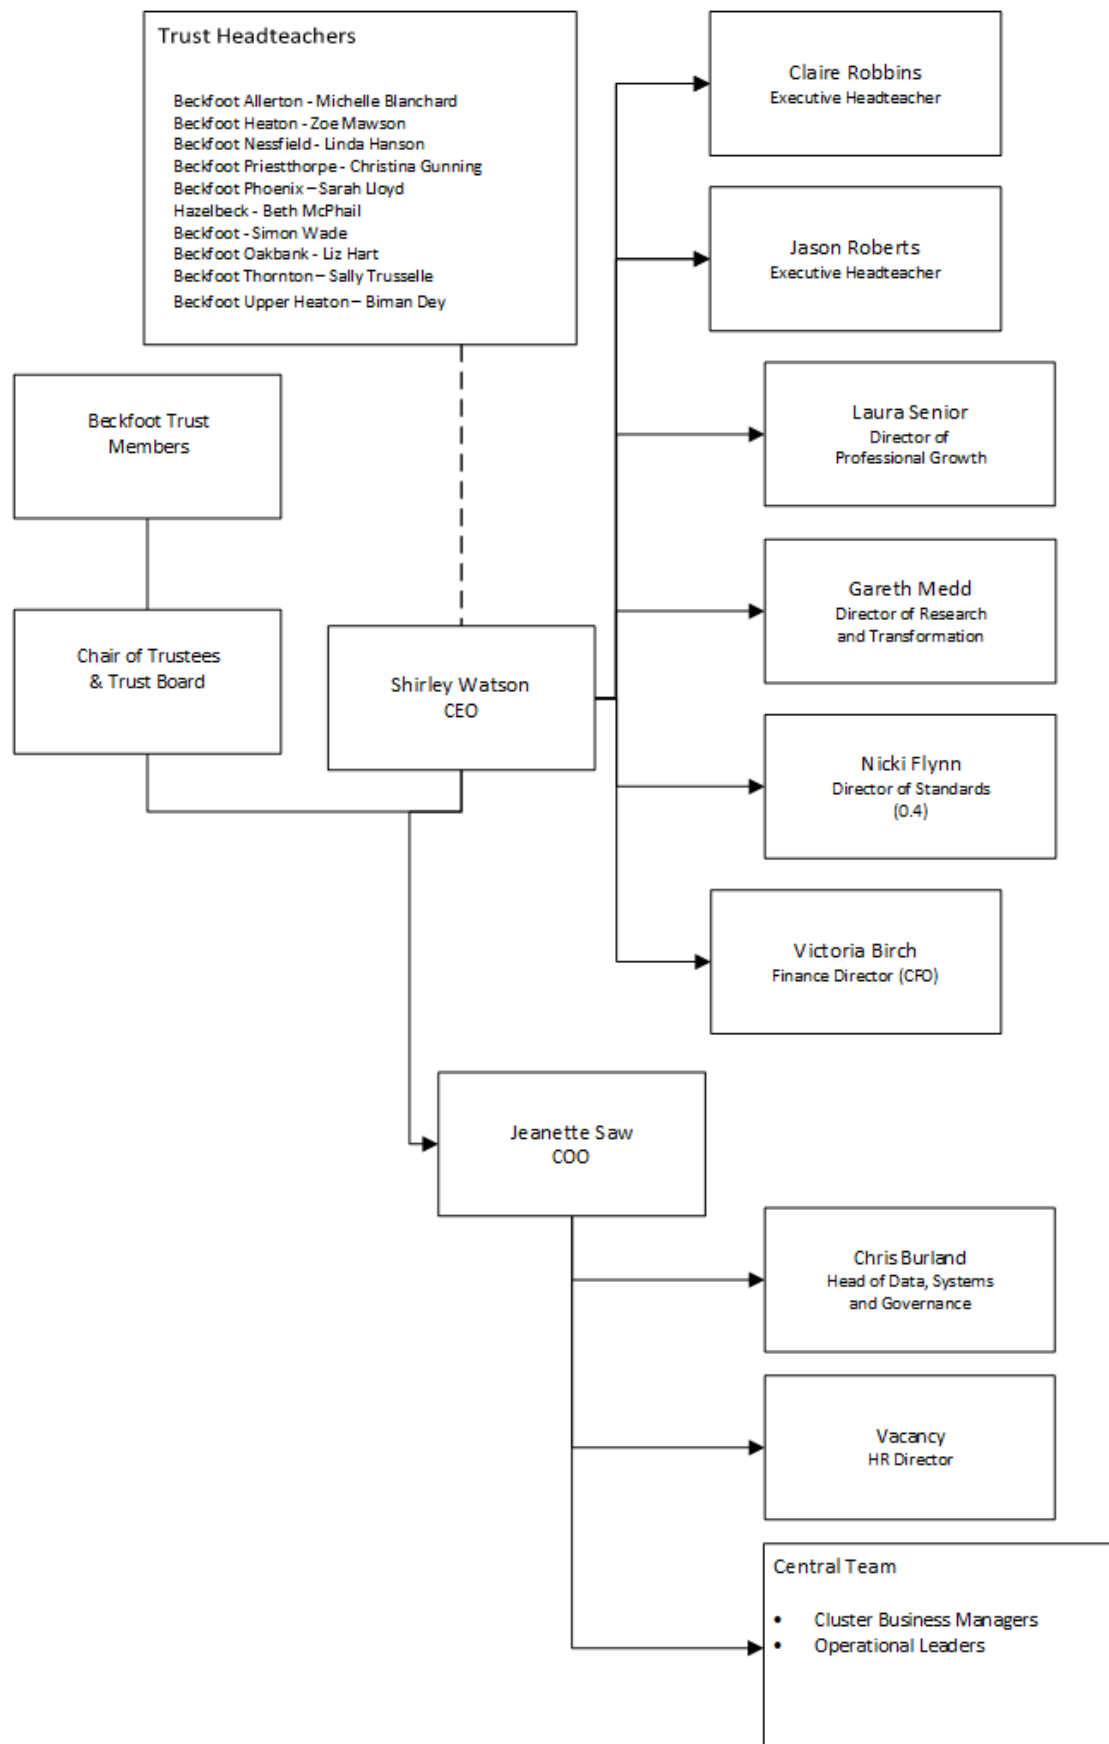 Trust Headteachers
Beckfoot Allerton - Michelle Blanchard
Beckfoot Heaton - Zoe Mawson
Beckfoot Nessfield - Linda Hanson
Beckfoot Priestthorpe - Christina Gunning
Beckfoot Phoenix – Sarah Lloyd
Hazelbeck - Beth McPhail
Beckfoot - Simon Wade
Beckfoot Oakbank - Liz Hart
Beckfoot Thornton – Sally Trusselle
Beckfoot Upper Heaton – Biman Dey
Claire Robbins
Executive Headteacher
Jason Roberts
Executive Headteacher
Beckfoot Trust
Members
Laura Senior
Director of
Professional Growth
Gareth Medd
Director of Research
and Transformation
Chair of Trustees
& Trust Board
Shirley Watson
CEO
Nicki Flynn
Director of Standards
(0.4)
Victoria Birch
Finance Director (CFO)
Jeanette Saw
COO
Chris Burland
Head of Data, Systems
and Governance
Vacancy
HR Director
Central Team
• Cluster Business Managers
• Operational Leaders